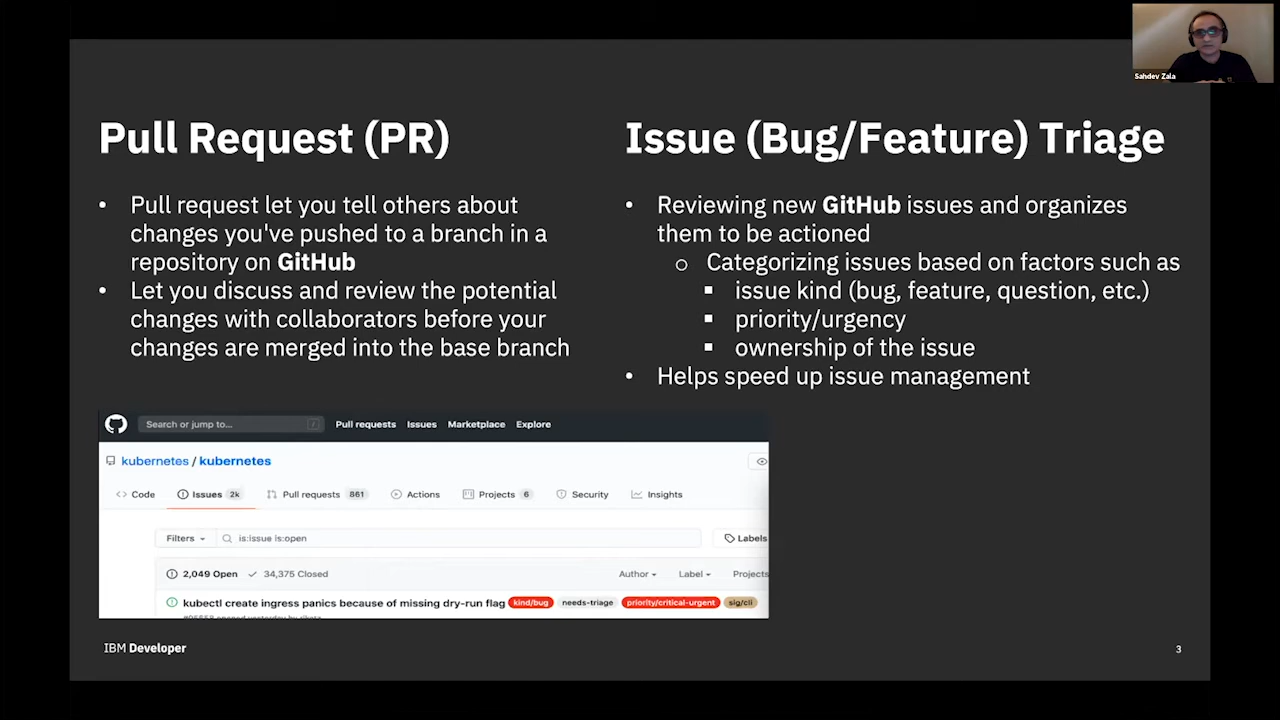 Sahdev Zala
Pull Request (PR)
• Pull request let you tell others about
changes you've pushed to a branch in a
repository on GitHub
• Let you discuss and review the potential
changes with collaborators before your
changes are merged into the base branch
Issue (Bug/Feature) Triage
• Reviewing new GitHub issues and organizes
them to be actioned
o Categorizing issues based on factors such as
▪ issue kind (bug, feature, question, etc.)
▪ priority/urgency
▪ ownership of the issue
• Helps speed up issue management
Search or jump to... / Pull requests Issues Marketplace Explore
kubernetes / kubernetes
Code Issues 2k Pull requests 861 Actions Projects 6 Security Insights
Filters is:issue is:open Labels
2,049 Open 34,375 Closed Author Label Projects
kubectl create ingress panics because of missing dry-run flag kind/bug needs-triage priority/critical-urgent sig/cli
IBM Developer
3